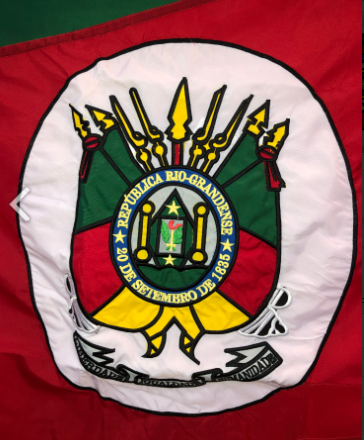 REPÚBLICA RIO-GRANDENSE
20 DE SETEMBRO DE 1835
LIBERDADE IGUALDADE HUMANIDADE